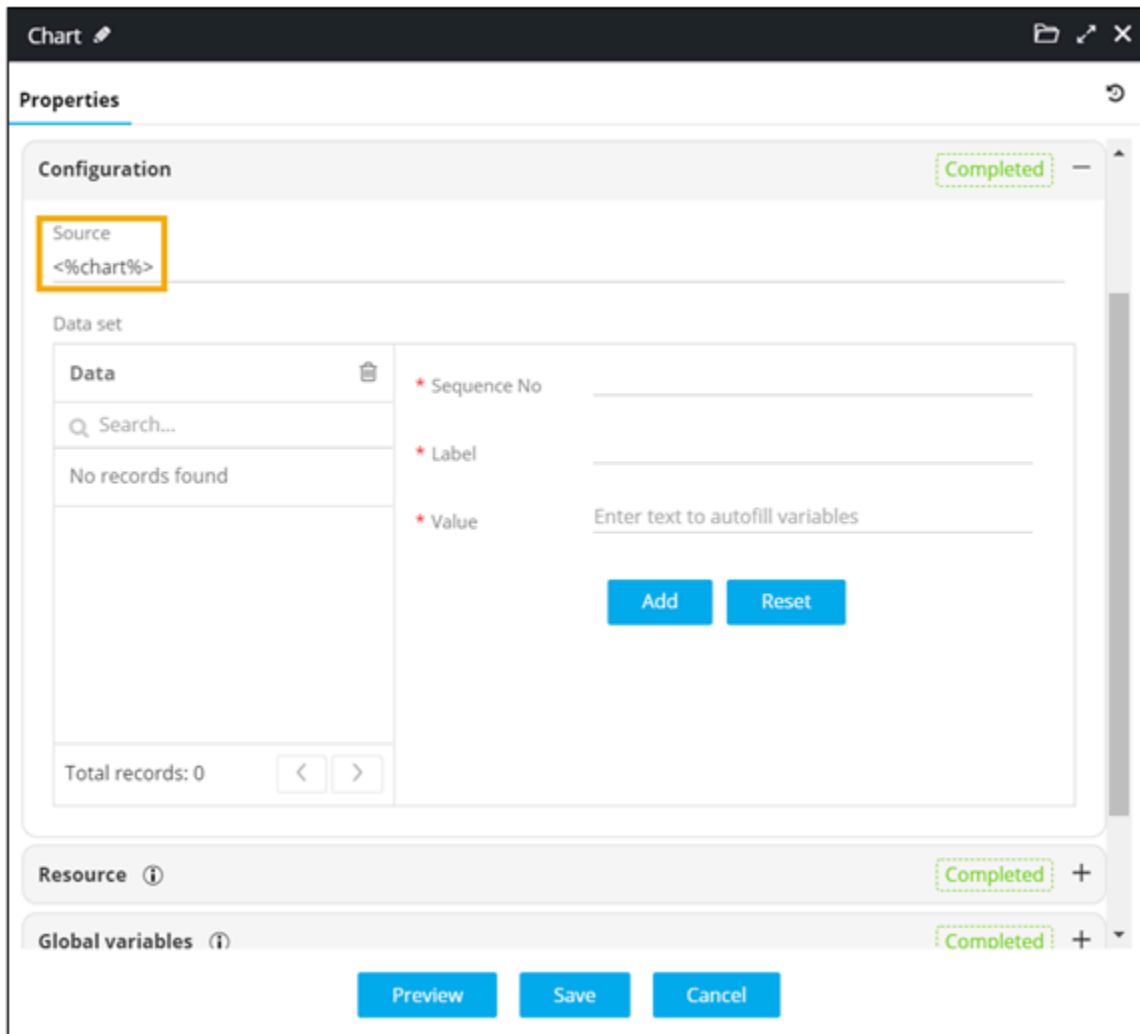 Chart
Properties
Configuration
Completed
Source
<%chart%>
Data set
Data
Search...
No records found
Total records: 0
* Sequence No
* Label
* Value
Enter text to autofill variables
Add
Reset
Resource
Completed
Global variables
Completed
Preview
Save
Cancel